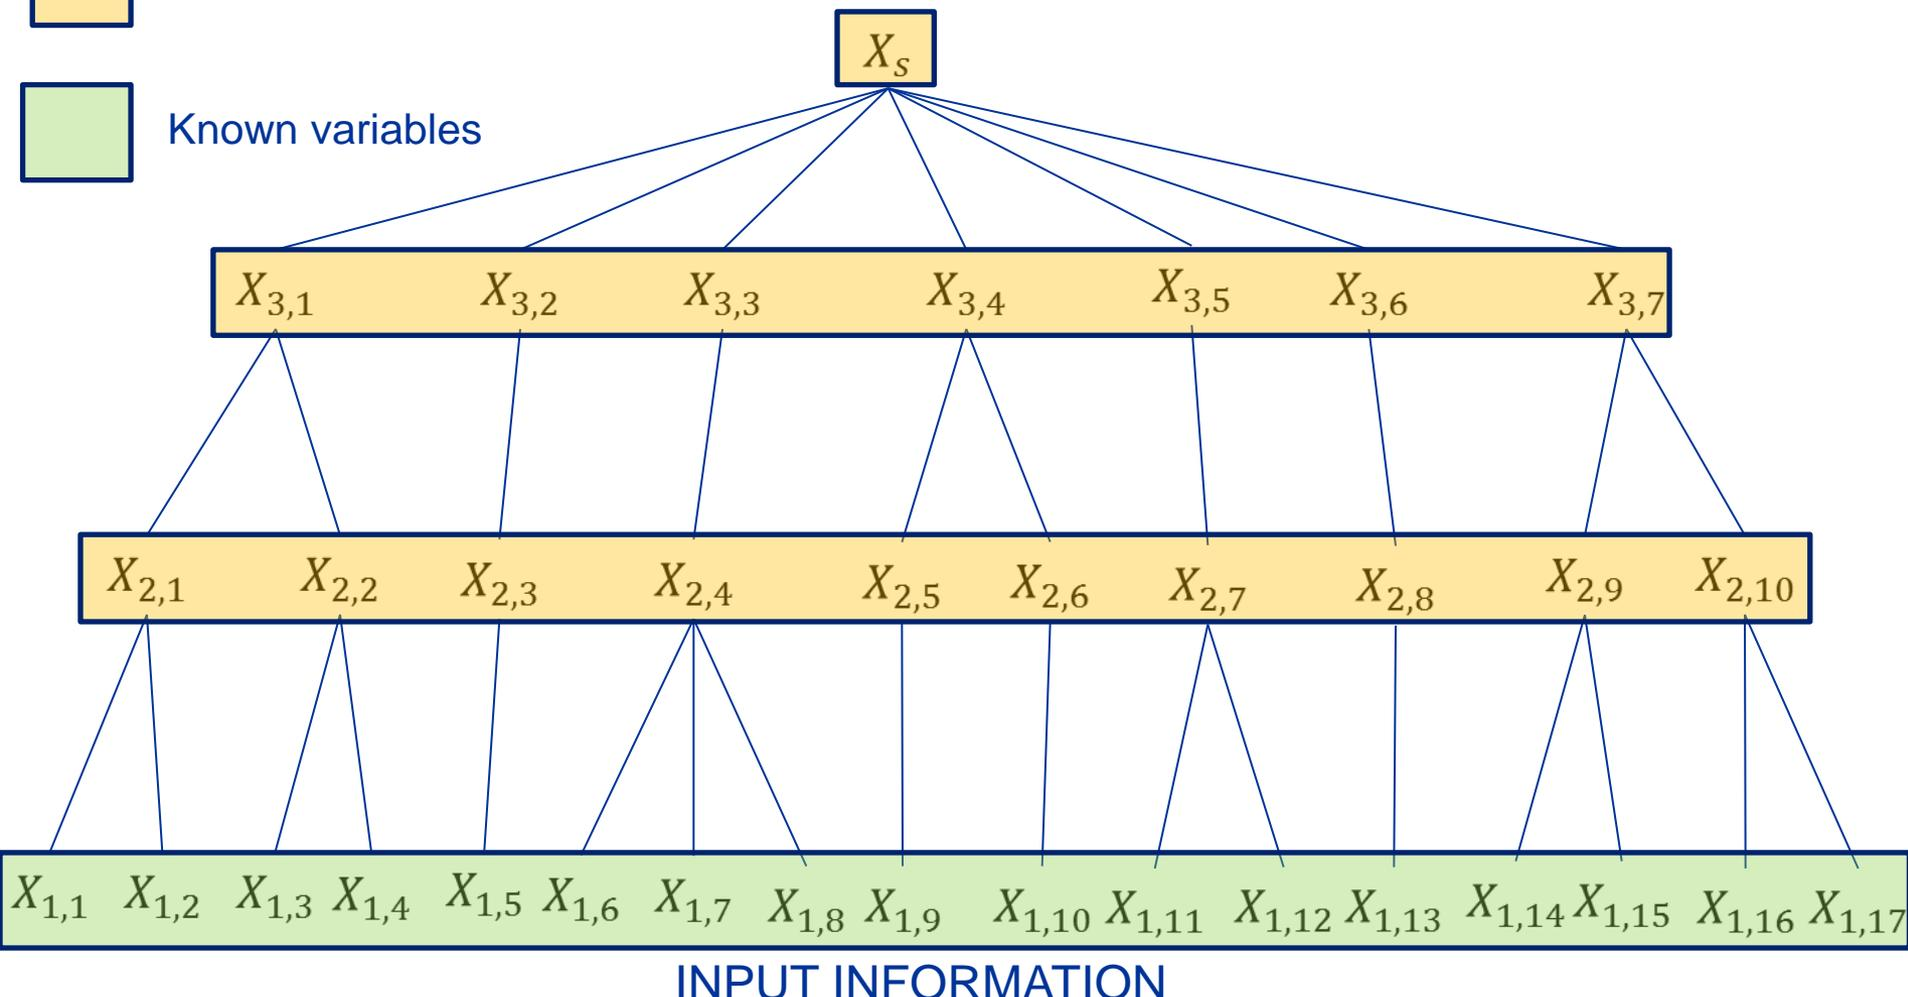 X_s
Known variables
X_{3,1} X_{3,2} X_{3,3} X_{3,4} X_{3,5} X_{3,6} X_{3,7}
X_{2,1} X_{2,2} X_{2,3} X_{2,4} X_{2,5} X_{2,6} X_{2,7} X_{2,8} X_{2,9} X_{2,10}
X_{1,1} X_{1,2} X_{1,3} X_{1,4} X_{1,5} X_{1,6} X_{1,7} X_{1,8} X_{1,9} X_{1,10} X_{1,11} X_{1,12} X_{1,13} X_{1,14} X_{1,15} X_{1,16} X_{1,17}
INPUT INFORMATION